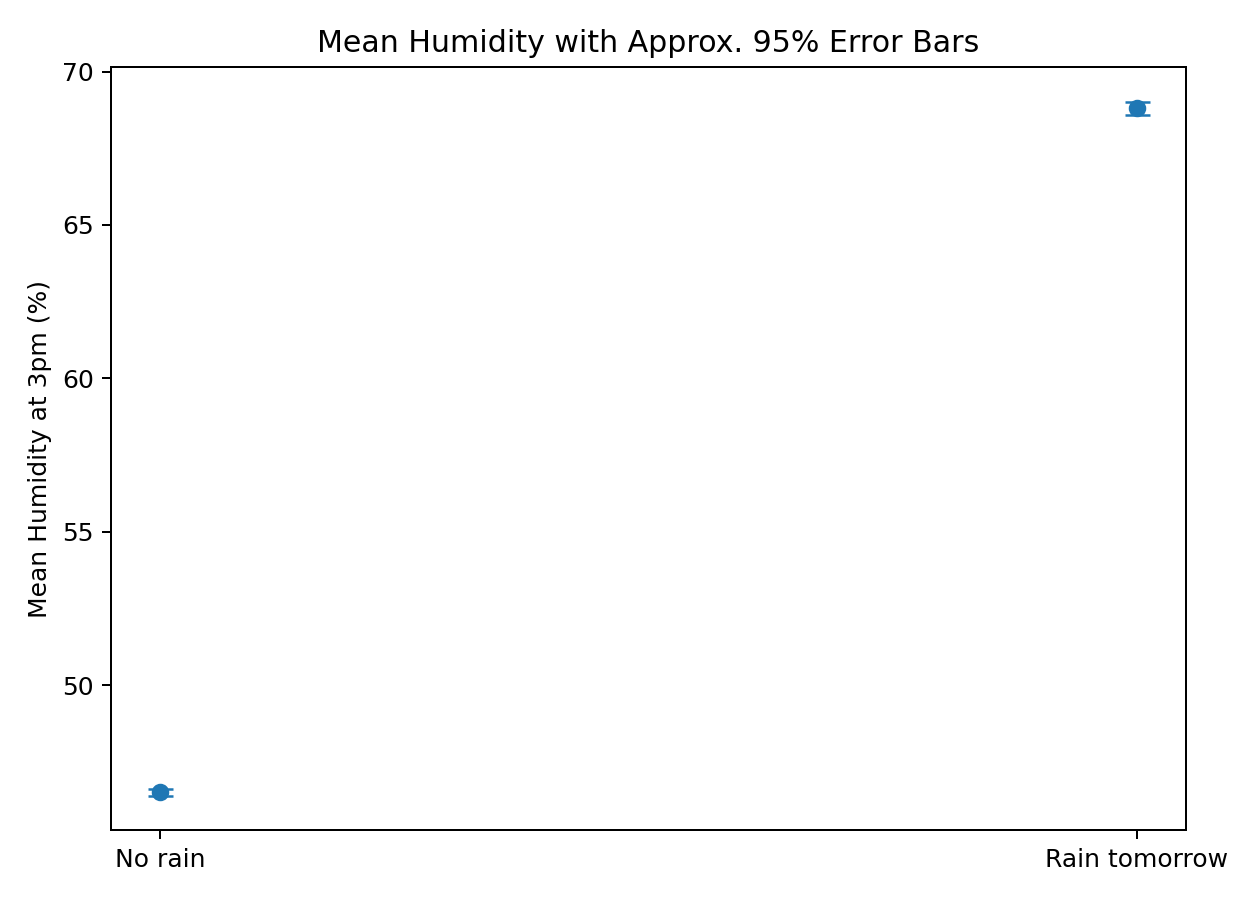 Mean Humidity with Approx. 95% Error Bars
70
65
60
55
50
Mean Humidity at 3pm (%)
No rain
Rain tomorrow